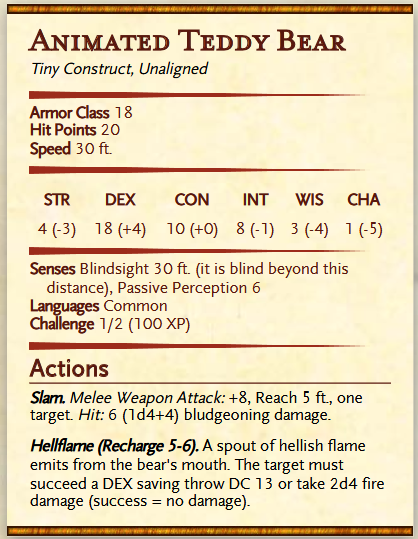 Animated Teddy Bear
Tiny Construct, Unaligned
Armor Class 18
Hit Points 20
Speed 30 ft.
STR DEX CON INT WIS CHA
4 (-3) 18 (+4) 10 (+0) 8 (-1) 3 (-4) 1 (-5)
Senses Blindsight 30 ft. (it is blind beyond this
distance), Passive Perception 6
Languages Common
Challenge 1/2 (100 XP)
Actions
Slam. Melee Weapon Attack: +8, Reach 5 ft., one
target. Hit: 6 (1d4+4) bludgeoning damage.
Hellflame (Recharge 5-6). A spout of hellish flame
emits from the bear's mouth. The target must
succeed a DEX saving throw DC 13 or take 2d4 fire
damage (success = no damage).